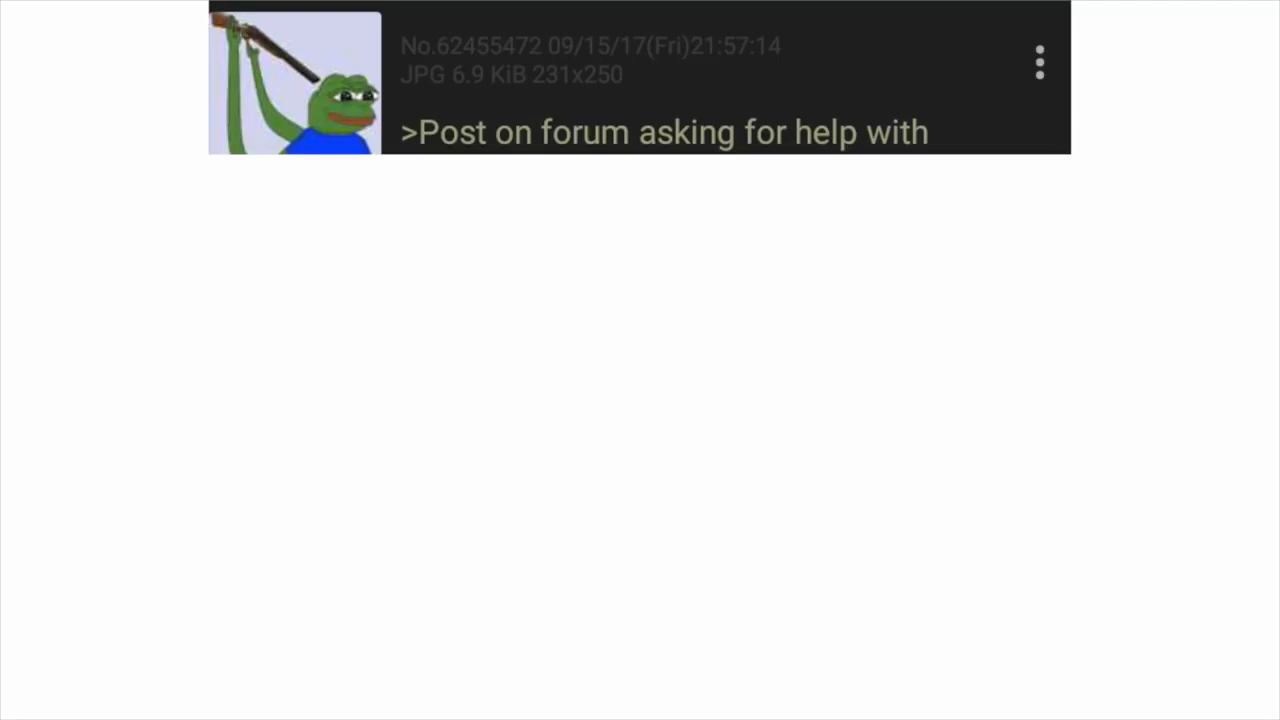 No.62455472 09/15/17(Fri)21:57:14
JPG 6.9 KiB 231x250
>Post on forum asking for help with